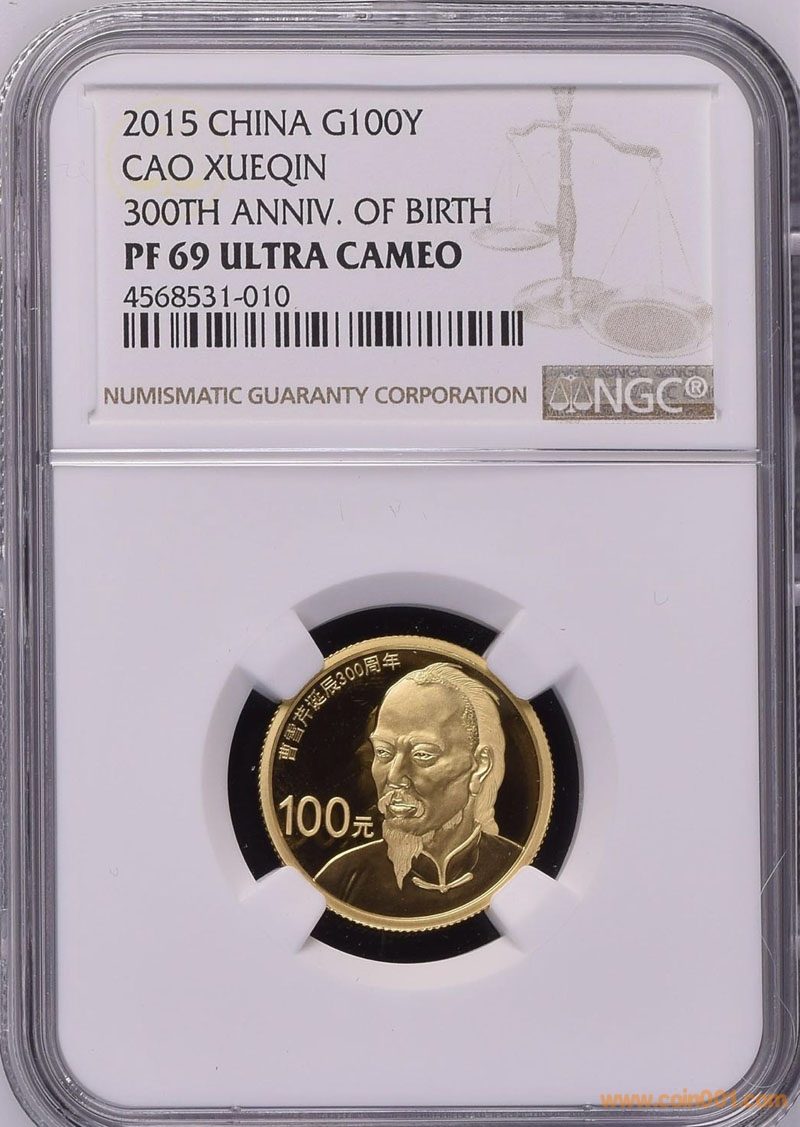 2015 CHINA G100Y
CAO XUEQIN
300TH ANNIV. OF BIRTH
PF 69 ULTRA CAMEO
4568531-010
NUMISMATIC GUARANTY CORPORATION
NGC®
曹雪芹诞辰300周年
100元
www.coin001.com